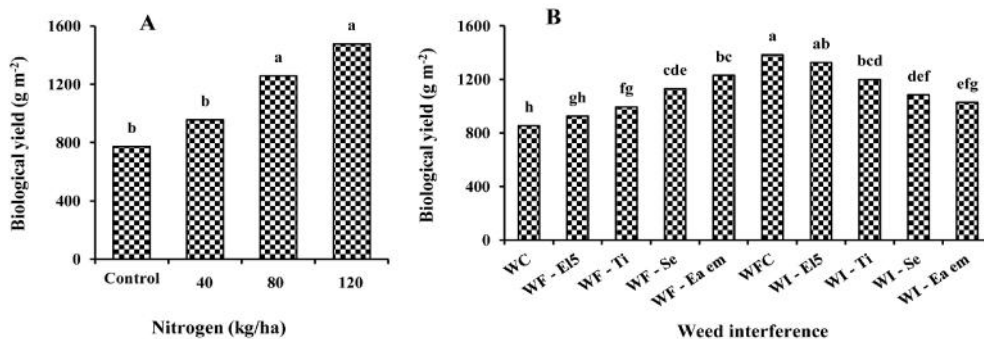 A
Biological yield (g m-2)
1600
1200
800
400
0
b
b
a
a
Control
40
80
120
Nitrogen (kg/ha)
B
Biological yield (g m-2)
1600
1200
800
400
0
h
gh
fg
cde
bc
a
ab
bcd
def
efg
WC
WF - El5
WF - Ti
WF - Se
WF - Ea em
WFC
WI - El5
WI - Ti
WI - Se
WI - Ea em
Weed interference